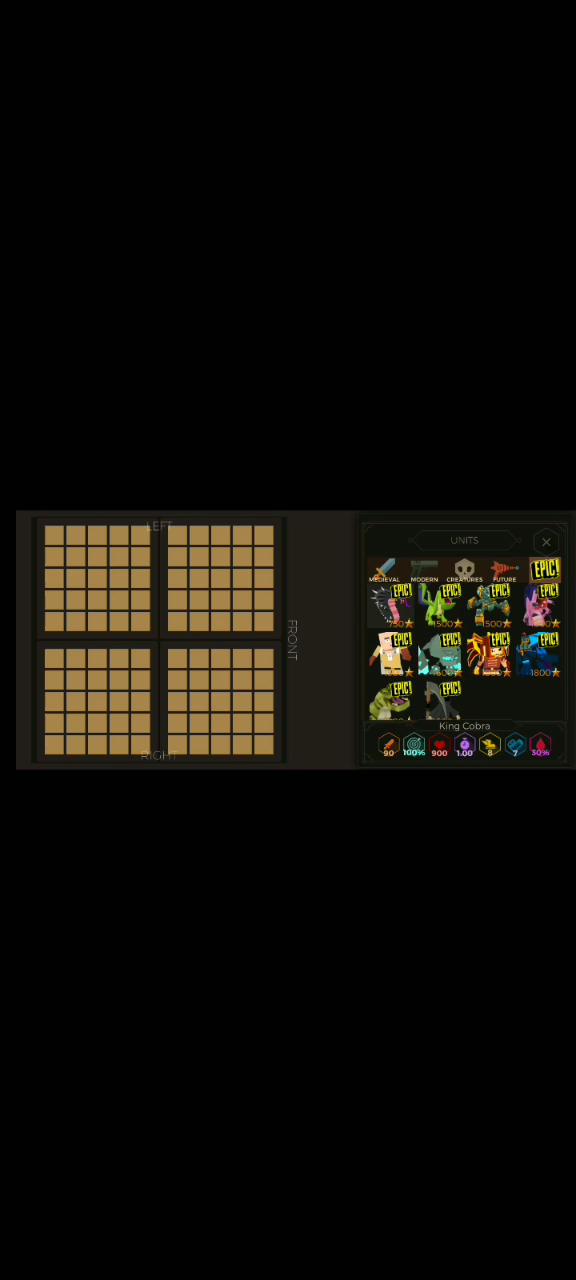 LEFT
FRONT
RIGHT
UNITS
MEDIEVAL MODERN CREATURES FUTURE EPIC!
EPIC! EPIC! EPIC! EPIC!
750 1500 1500
EPIC! EPIC! EPIC! EPIC!
1800
EPIC! EPIC!
King Cobra
90 100% 900 1.00 8 7 30%